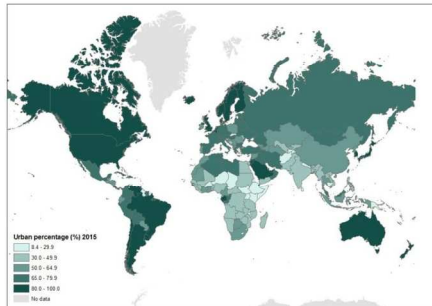 Urban percentage (%) 2015
8.4 - 29.9
30.0 - 49.9
50.0 - 64.9
65.0 - 79.9
80.0 - 100.0
No data